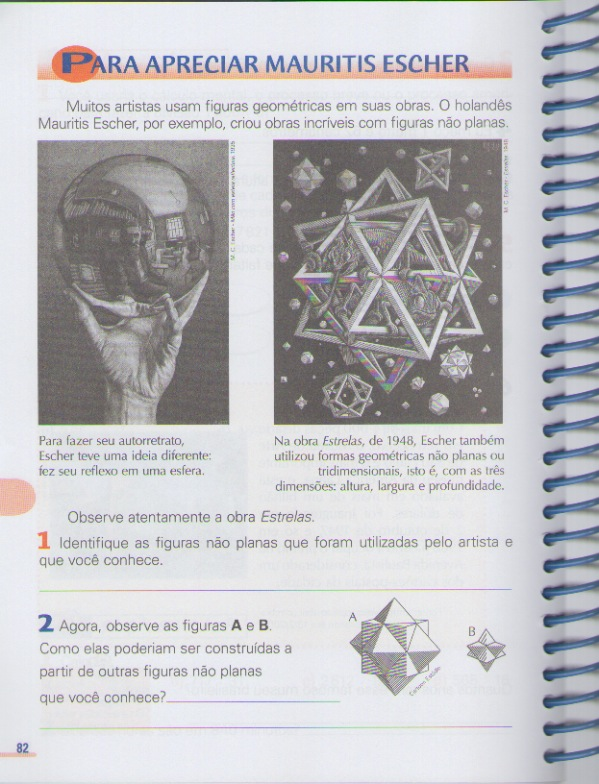 PARA APRECIAR MAURITIS ESCHER
Muitos artistas usam figuras geométricas em suas obras. O holandês
Mauritis Escher, por exemplo, criou obras incríveis com figuras não planas.
Para fazer seu autorretrato,
Escher teve uma ideia diferente:
fez seu reflexo em uma esfera.
Na obra Estrelas, de 1948, Escher também
utilizou formas geométricas não planas ou
tridimensionais, isto é, com as três
dimensões: altura, largura e profundidade.
Observe atentamente a obra Estrelas.
1 Identifique as figuras não planas que foram utilizadas pelo artista e
que você conhece.
2 Agora, observe as figuras A e B.
Como elas poderiam ser construídas a
partir de outras figuras não planas
que você conhece?
A
B
82